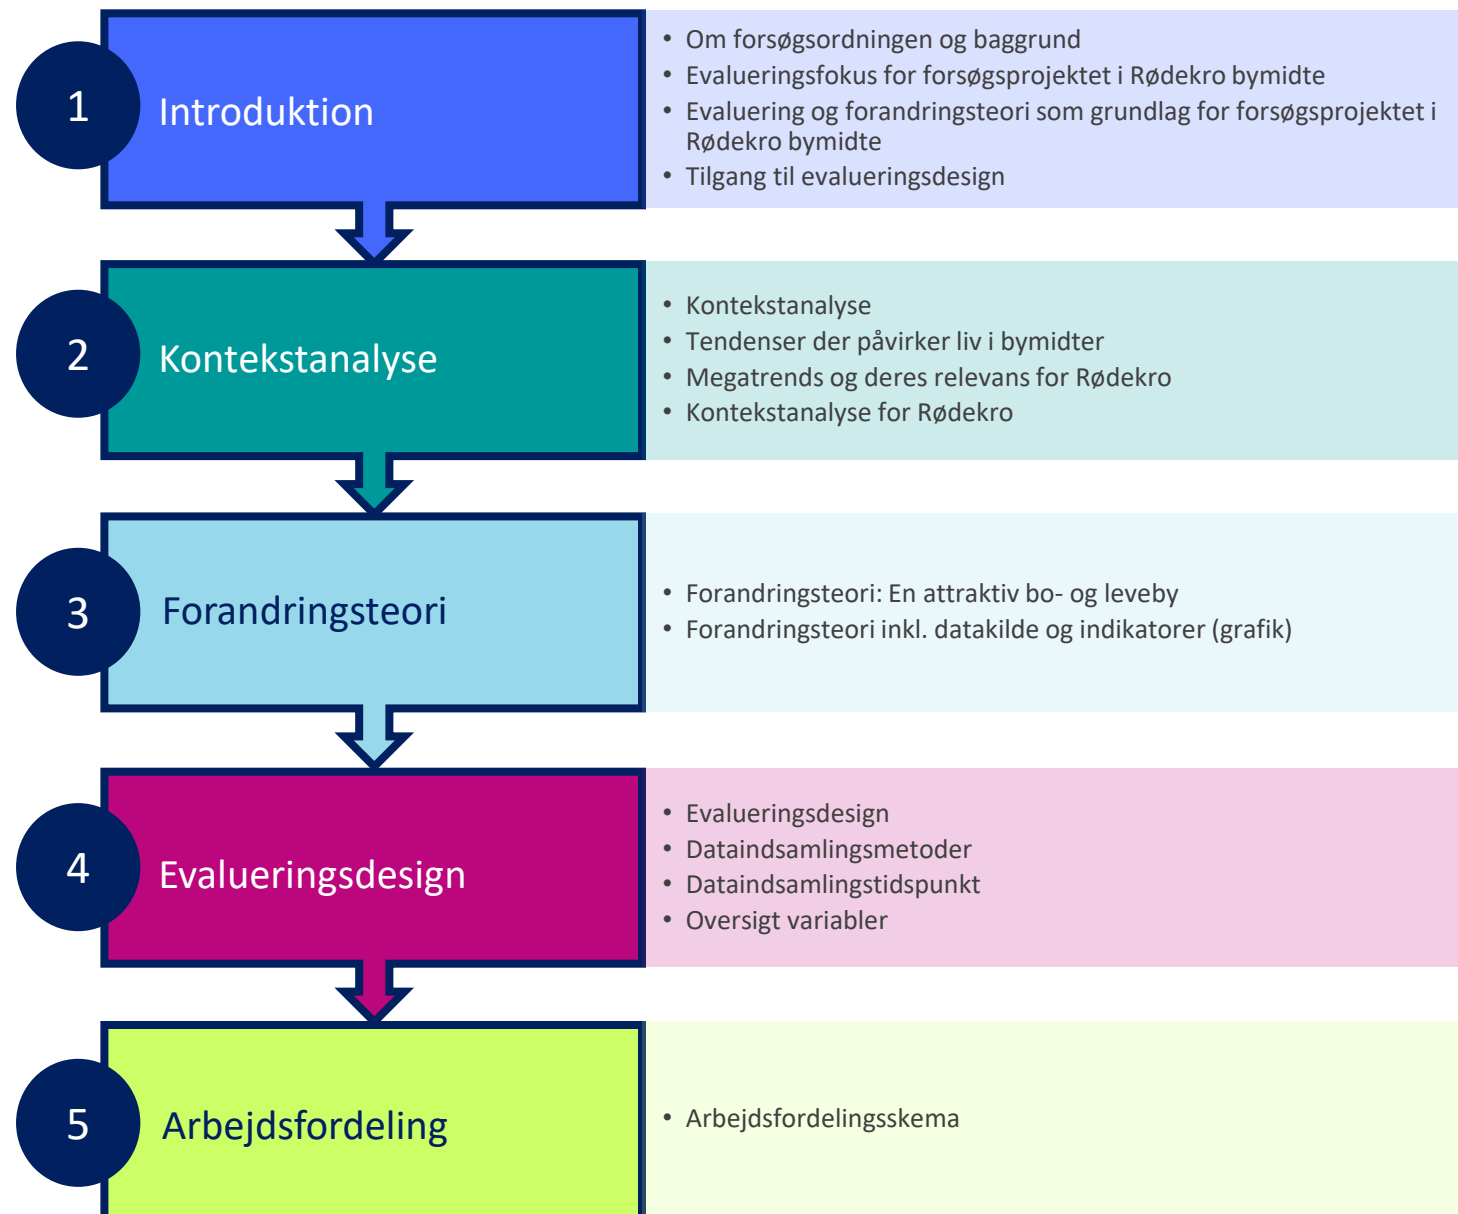 1
Introduktion
• Om forsøgsordningen og baggrund
• Evalueringsfokus for forsøgsprojektet i Rødekro bymidte
• Evaluering og forandringsteori som grundlag for forsøgsprojektet i
Rødekro bymidte
• Tilgang til evalueringsdesign
2
Kontekstanalyse
• Kontekstanalyse
• Tendenser der påvirker liv i bymidter
• Megatrends og deres relevans for Rødekro
• Kontekstanalyse for Rødekro
3
Forandringsteori
• Forandringsteori: En attraktiv bo- og leveby
• Forandringsteori inkl. datakilde og indikatorer (grafik)
4
Evalueringsdesign
• Evalueringsdesign
• Dataindsamlingsmetoder
• Dataindsamlingstidspunkt
• Oversigt variabler
5
Arbejdsfordeling
• Arbejdsfordelingsskema